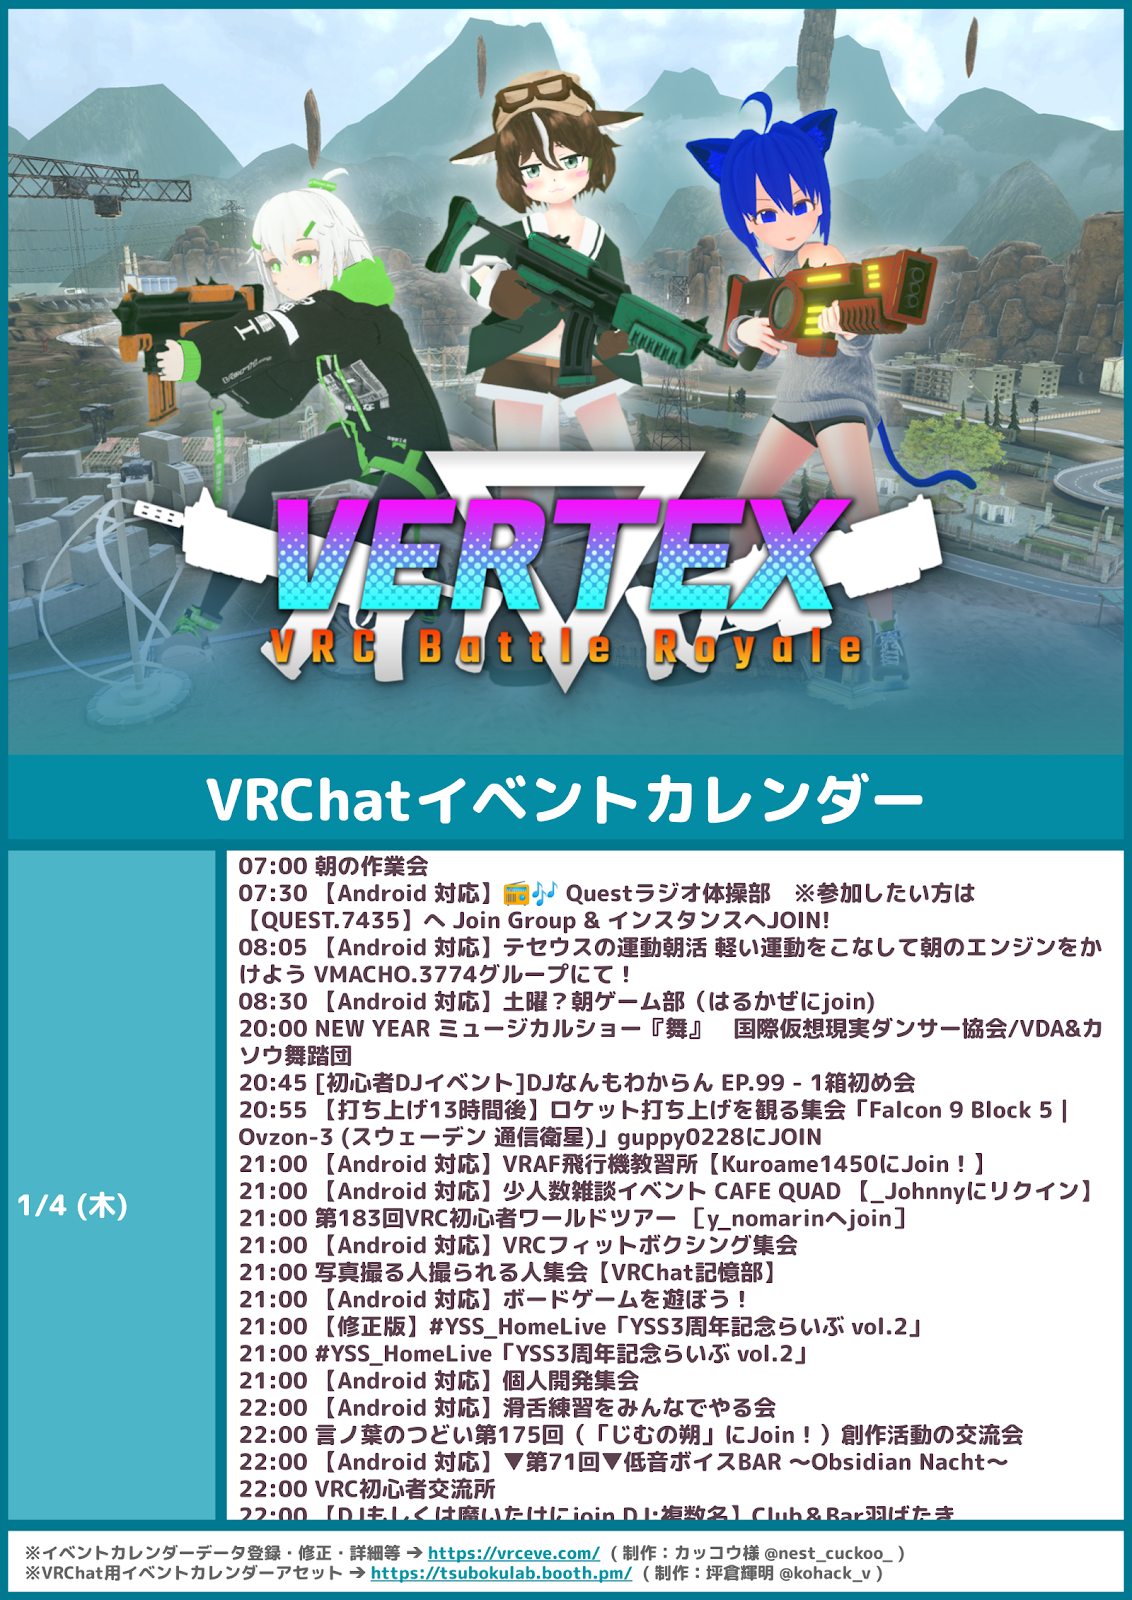 VERTEX
VRC Battle Royale
VRChatイベントカレンダー
1/4 (木)
07:00 朝の作業会
07:30 【Android 対応】📻🎶 Questラジオ体操部　※参加したい方は
【QUEST.7435】へ Join Group & インスタンスへJOIN!
08:05 【Android 対応】テセウスの運動朝活 軽い運動をこなして朝のエンジンをか
けよう VMACHO.3774グループにて！
08:30 【Android 対応】土曜？朝ゲーム部（はるかぜにjoin)
20:00 NEW YEAR ミュージカルショー『舞』　国際仮想現実ダンサー協会/VDA&カ
ソウ舞踏団
20:45 [初心者DJイベント]DJなんもわからん EP.99 - 1箱初め会
20:55 【打ち上げ13時間後】ロケット打ち上げを観る集会「Falcon 9 Block 5 |
Ovzon-3 (スウェーデン 通信衛星)」guppy0228にJOIN
21:00 【Android 対応】VRAF飛行機教習所【Kuroame1450にJoin！】
21:00 【Android 対応】少人数雑談イベント CAFE QUAD 【_Johnnyにリクイン】
21:00 第183回VRC初心者ワールドツアー ［y_nomarinへjoin］
21:00 【Android 対応】VRCフィットボクシング集会
21:00 写真撮る人撮られる人集会【VRChat記憶部】
21:00 【Android 対応】ボードゲームを遊ぼう！
21:00 【修正版】#YSS_HomeLive「YSS3周年記念らいぶ vol.2」
21:00 #YSS_HomeLive「YSS3周年記念らいぶ vol.2」
21:00 【Android 対応】個人開発集会
22:00 【Android 対応】滑舌練習をみんなでやる会
22:00 言ノ葉のつどい第175回（「じむの朔」にJoin！）創作活動の交流会
22:00 【Android 対応】▼第71回▼低音ボイスBAR ～Obsidian Nacht～
22:00 VRC初心者交流所
22:00 【DJもしくは魔いたけにjoin DJ:複数名】Club＆Bar羽ばたき
※イベントカレンダーデータ登録・修正・詳細等 ➔ https://vrceve.com/ （制作：カッコウ様 @nest_cuckoo_ ）
※VRChat用イベントカレンダーアセット ➔ https://tsubokulab.booth.pm/ （制作：坪倉輝明 @kohack_v ）